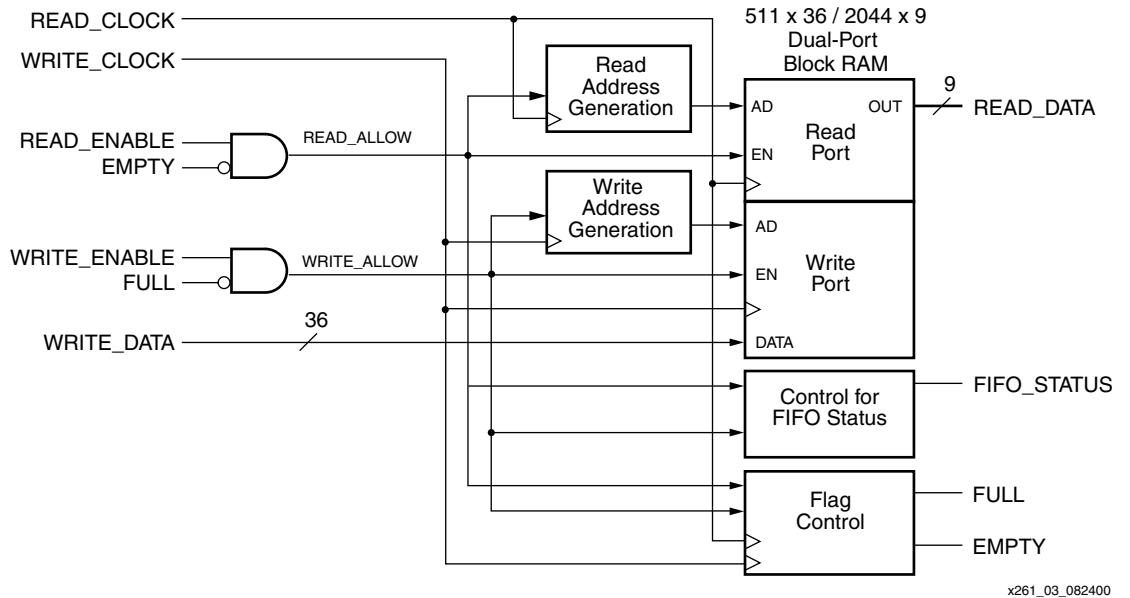 READ_CLOCK
WRITE_CLOCK
511 x 36 / 2044 x 9
Dual-Port
Block RAM
Read
Address
Generation
AD
OUT
9
READ_DATA
Read
Port
READ_ENABLE
EMPTY
READ_ALLOW
EN
Write
Address
Generation
AD
WRITE_ENABLE
FULL
WRITE_ALLOW
EN
Write
Port
WRITE_DATA
36
DATA
Control for
FIFO Status
FIFO_STATUS
Flag
Control
FULL
EMPTY
x261_03_082400